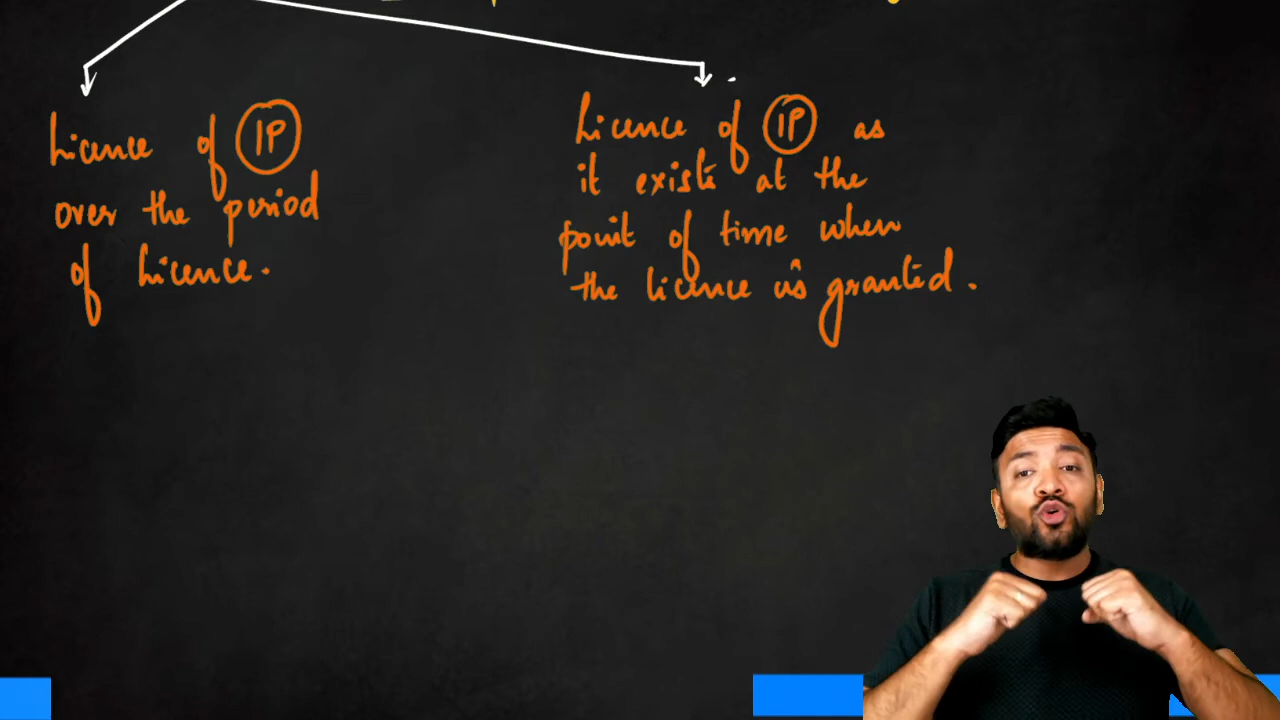 Licence of IP
over the period
of Licence.
Licence of IP as
it exists at the
point of time when
the licence is granted.